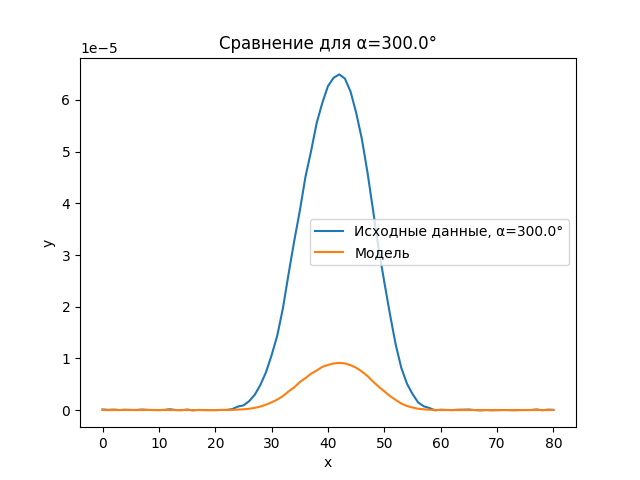 Сравнение для α=300.0°
1e−5
6
5
4
3
2
1
0
y
Исходные данные, α=300.0°
Модель
0 10 20 30 40 50 60 70 80
x